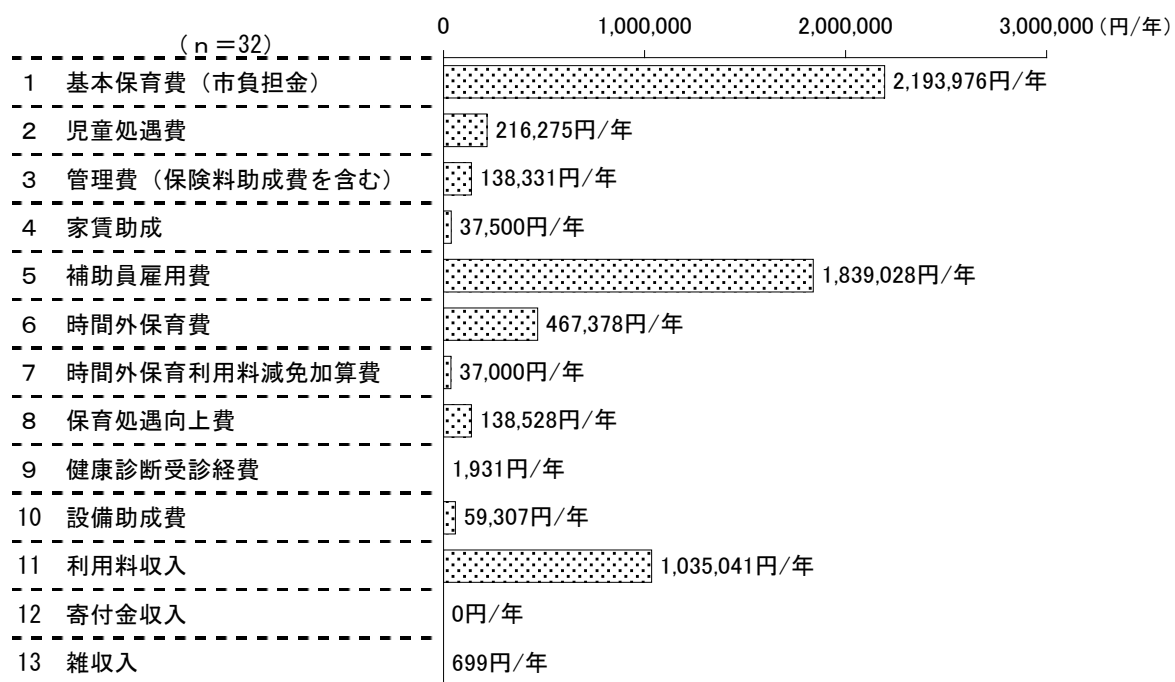 0 1,000,000 2,000,000 3,000,000 (円/年)
(n=32)
1 基本保育費（市負担金） 2,193,976円/年
2 児童処遇費 216,275円/年
3 管理費（保険料助成費を含む） 138,331円/年
4 家賃助成 37,500円/年
5 補助員雇用費 1,839,028円/年
6 時間外保育費 467,378円/年
7 時間外保育利用料減免加算費 37,000円/年
8 保育処遇向上費 138,528円/年
9 健康診断受診経費 1,931円/年
10 設備助成費 59,307円/年
11 利用料収入 1,035,041円/年
12 寄付金収入 0円/年
13 雑収入 699円/年